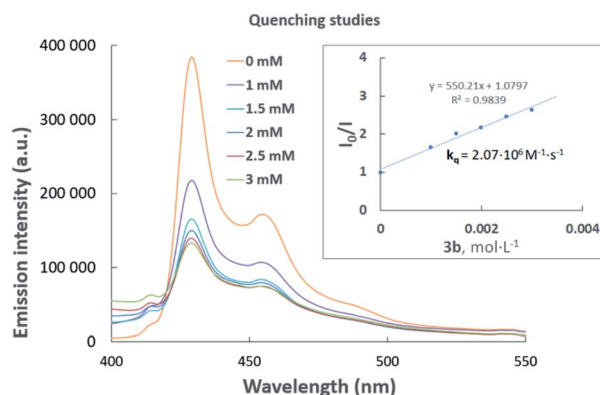 Quenching studies
Emission intensity (a.u.)
400 000
300 000
200 000
100 000
0
400
450
500
550
Wavelength (nm)
0 mM
1 mM
1.5 mM
2 mM
2.5 mM
3 mM
I₀/I
4
3
2
1
0
0
0.002
0.004
y = 550.21x + 1.0797
R² = 0.9839
kq = 2.07·10⁶ M⁻¹·s⁻¹
3b, mol·L⁻¹